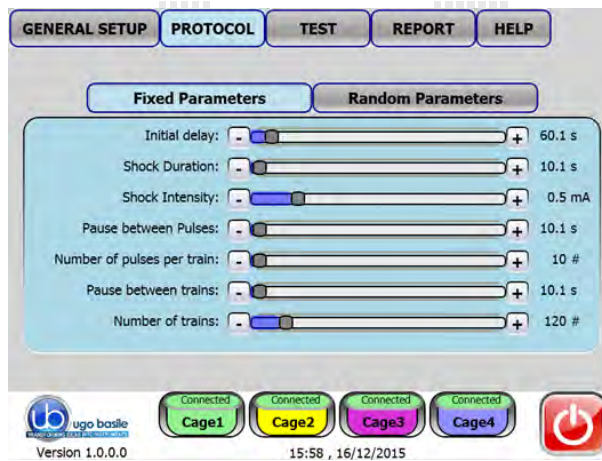 GENERAL SETUP PROTOCOL TEST REPORT HELP
Fixed Parameters Random Parameters
Initial delay: - + 60.1 s
Shock Duration: - + 10.1 s
Shock Intensity: - + 0.5 mA
Pause between Pulses: - + 10.1 s
Number of pulses per train: - + 10 #
Pause between trains: - + 10.1 s
Number of trains: - + 120 #
Connected Connected Connected Connected
ub ugo basile Cage1 Cage2 Cage3 Cage4
Version 1.0.0.0 15:58 , 16/12/2015